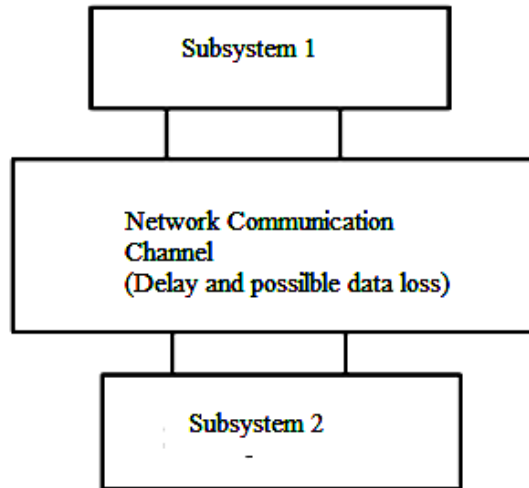 Subsystem 1
Network Communication
Channel
(Delay and possilble data loss)
Subsystem 2
-